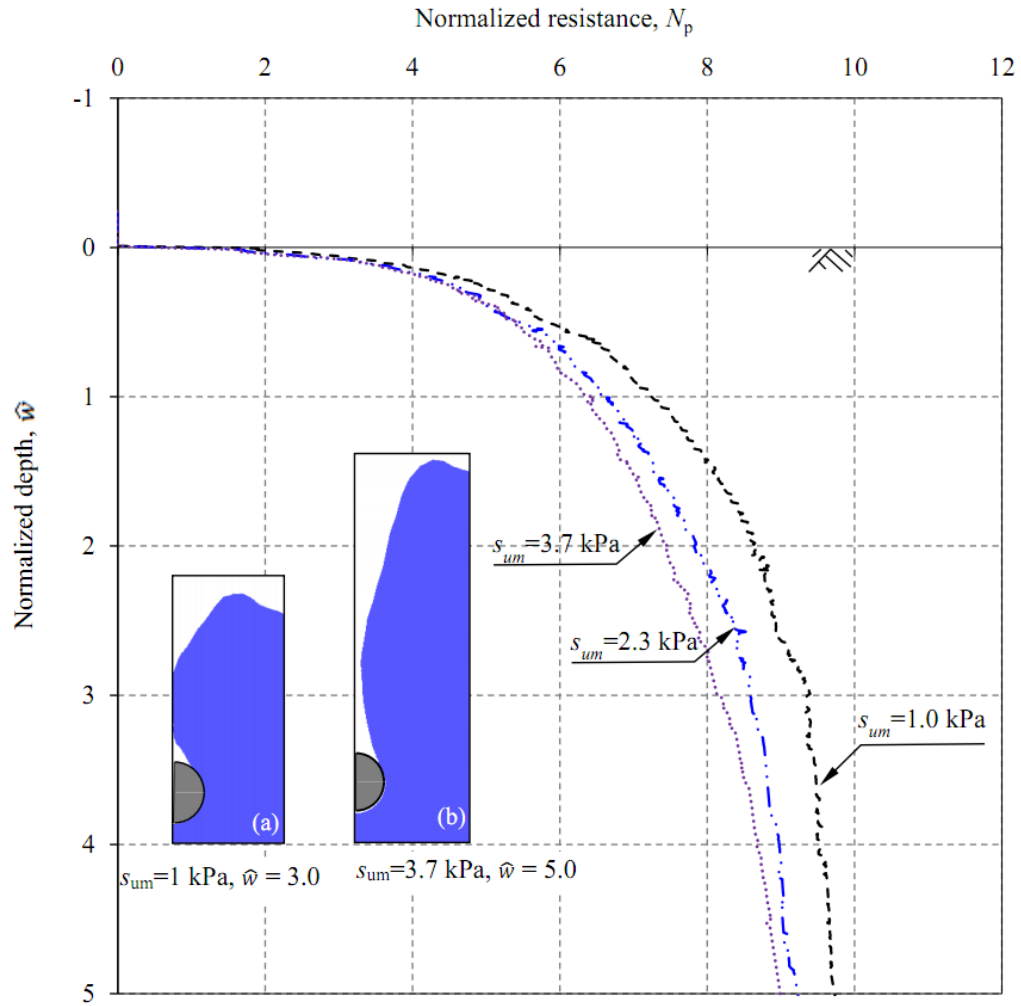 Normalized resistance, Np
0 2 4 6 8 10 12
-1
0
1
2
3
4
5
Normalized depth, ŵ
sum=3.7 kPa
sum=2.3 kPa
sum=1.0 kPa
(a)
(b)
sum=1 kPa, ŵ = 3.0
sum=3.7 kPa, ŵ = 5.0